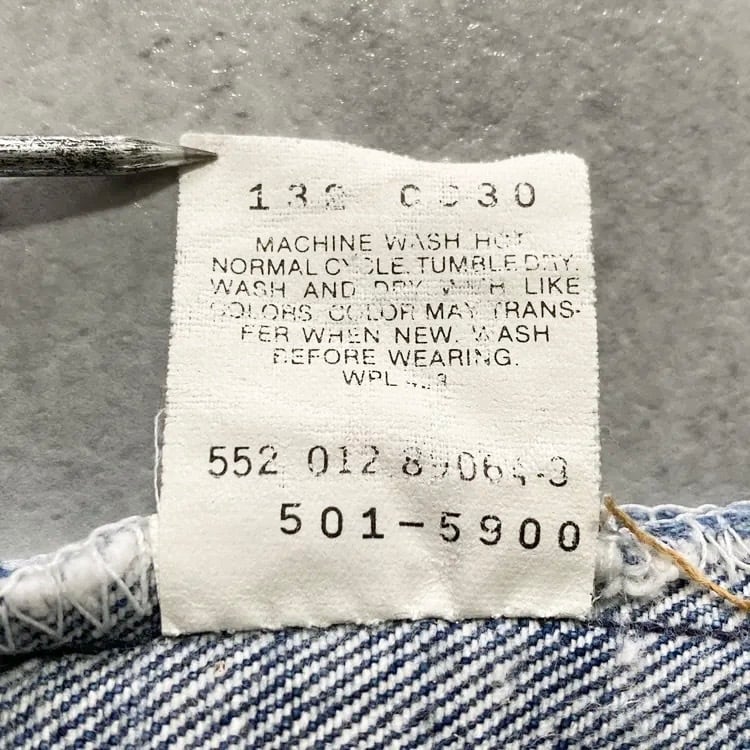 0030
MACHINE WASH HOT
NORMAL CYCLE. TUMBLE DRY.
WASH AND DRY WITH LIKE
COLORS. COLOR MAY TRANS-
FER WHEN NEW. WASH
BEFORE WEARING.
WPL
552 012
501-5900